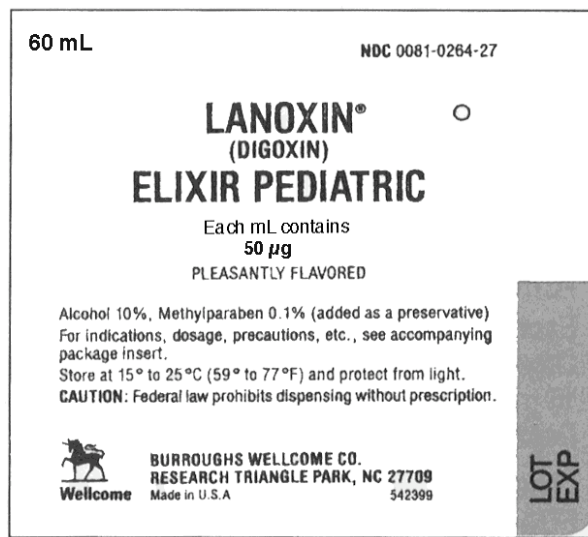 60 mL
NDC 0081-0264-27
LANOXIN®
(DIGOXIN)
ELIXIR PEDIATRIC
Each mL contains
50 µg
PLEASANTLY FLAVORED
Alcohol 10%, Methylparaben 0.1% (added as a preservative)
For indications, dosage, precautions, etc., see accompanying
package insert.
Store at 15° to 25°C (59° to 77°F) and protect from light.
CAUTION: Federal law prohibits dispensing without prescription.
BURROUGHS WELLCOME CO.
RESEARCH TRIANGLE PARK, NC 27709
Wellcome Made in U.S.A 542399
LOT
EXP